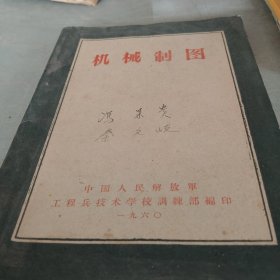 机械制图
中国人民解放軍
工程兵技术学校訓練部編印
一九六〇